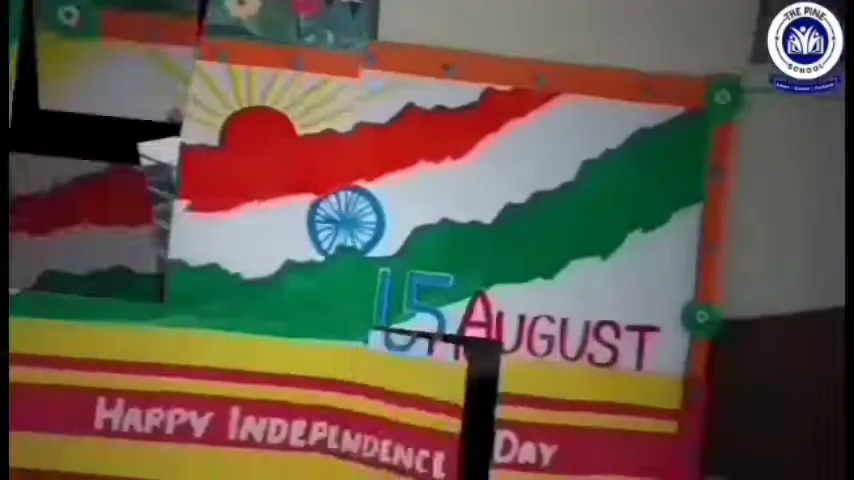 THE PINE
SCHOOL
15 AUGUST
HAPPY INDEPENDENCE DAY